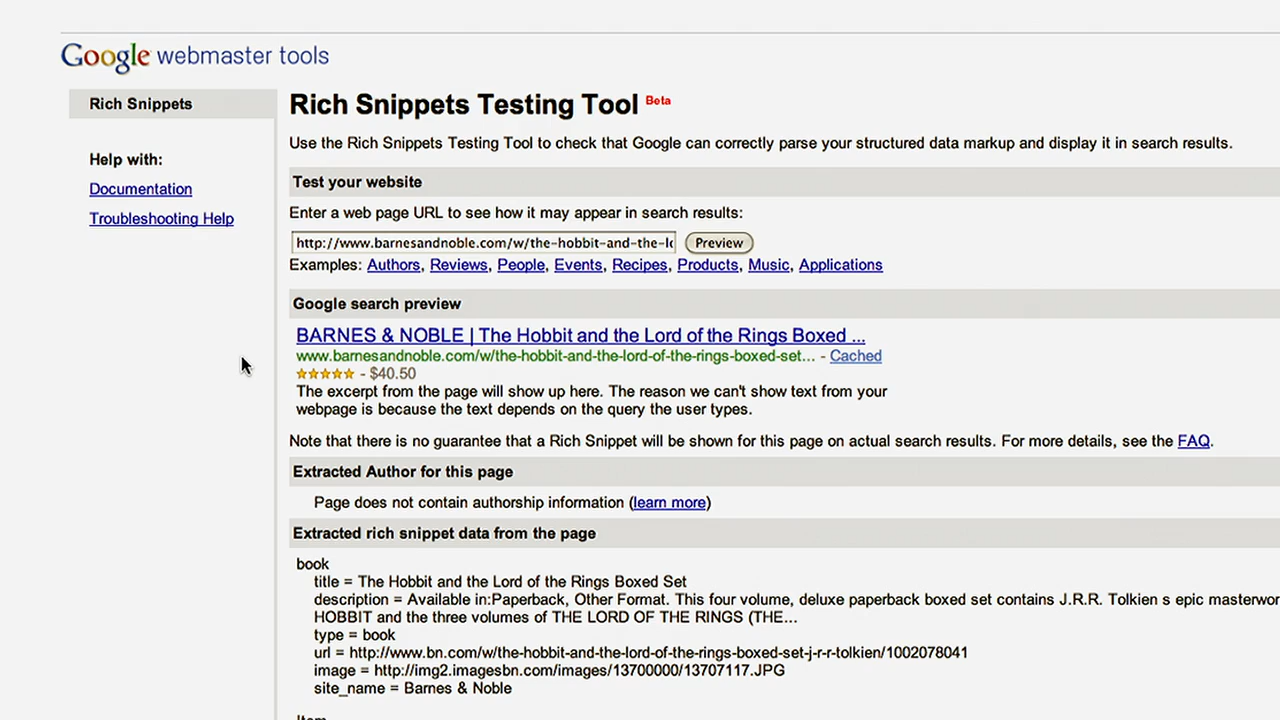 Google webmaster tools
Rich Snippets
Help with:
Documentation
Troubleshooting Help
Rich Snippets Testing Tool Beta
Use the Rich Snippets Testing Tool to check that Google can correctly parse your structured data markup and display it in search results.
Test your website
Enter a web page URL to see how it may appear in search results:
http://www.barnesandnoble.com/w/the-hobbit-and-the-lo Preview
Examples: Authors, Reviews, People, Events, Recipes, Products, Music, Applications
Google search preview
BARNES & NOBLE | The Hobbit and the Lord of the Rings Boxed ...
www.barnesandnoble.com/w/the-hobbit-and-the-lord-of-the-rings-boxed-set... - Cached
★★★★★ - $40.50
The excerpt from the page will show up here. The reason we can't show text from your
webpage is because the text depends on the query the user types.
Note that there is no guarantee that a Rich Snippet will be shown for this page on actual search results. For more details, see the FAQ.
Extracted Author for this page
Page does not contain authorship information (learn more)
Extracted rich snippet data from the page
book
title = The Hobbit and the Lord of the Rings Boxed Set
description = Available in:Paperback, Other Format. This four volume, deluxe paperback boxed set contains J.R.R. Tolkien s epic masterwor
HOBBIT and the three volumes of THE LORD OF THE RINGS (THE...
type = book
url = http://www.bn.com/w/the-hobbit-and-the-lord-of-the-rings-boxed-set-j-r-r-tolkien/1002078041
image = http://img2.imagesbn.com/images/13700000/13707117.JPG
site_name = Barnes & Noble
Item